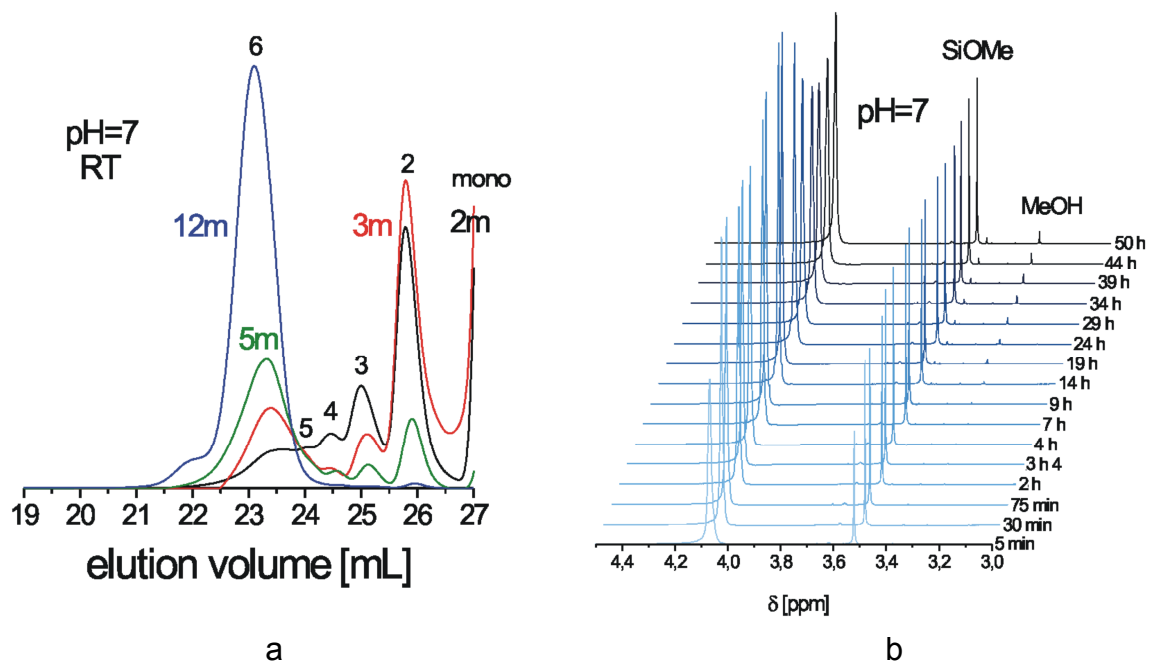 6
pH=7
RT
2
mono
12m
3m
2m
5m
3
4
5
19 20 21 22 23 24 25 26 27
elution volume [mL]
a
SiOMe
pH=7
MeOH
50 h
44 h
39 h
34 h
29 h
24 h
19 h
14 h
9 h
7 h
4 h
3 h 4
2 h
75 min
30 min
5 min
4,4 4,2 4,0 3,8 3,6 3,4 3,2 3,0
δ [ppm]
b